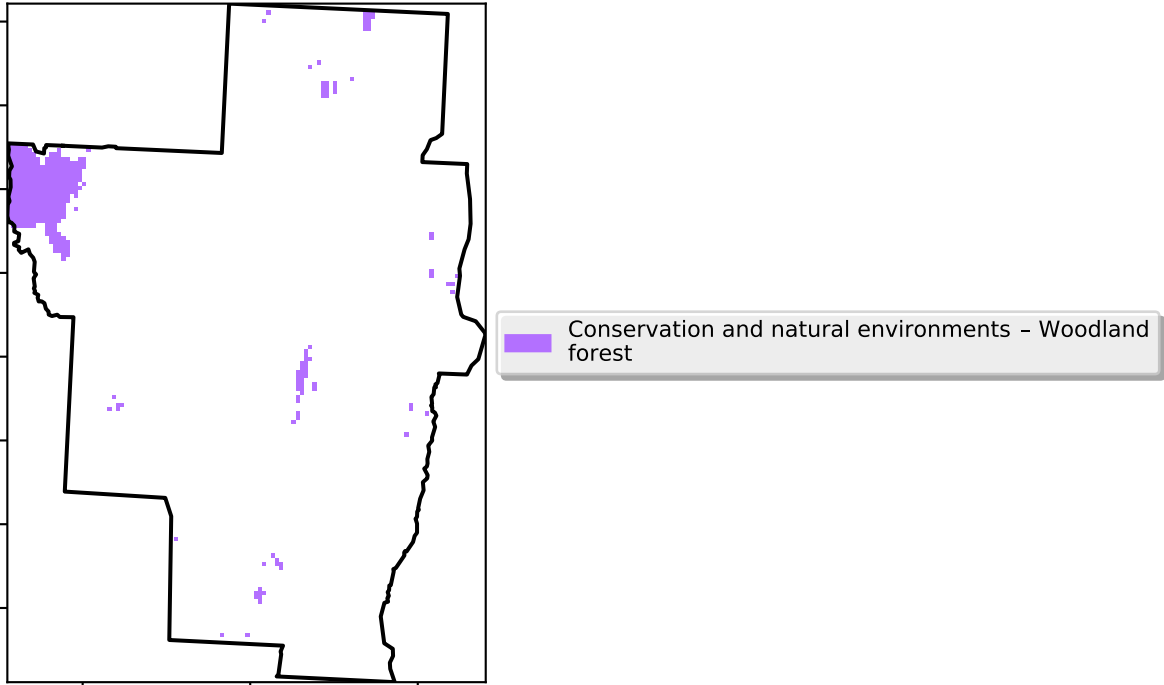 Conservation and natural environments – Woodland
forest